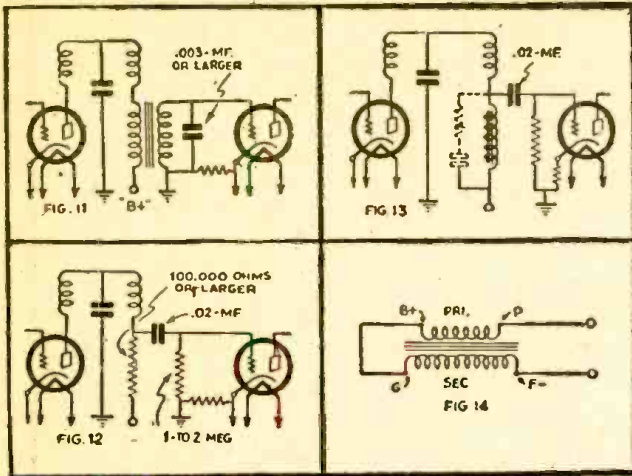 .003-MF.
OR LARGER
"B+"
FIG. 11
.02-MF.
FIG 13
100,000 OHMS
OR LARGER
.02-MF
1-TO 2 MEG
FIG. 12
B+
PRI.
P
G
SEC
F-
FIG 14